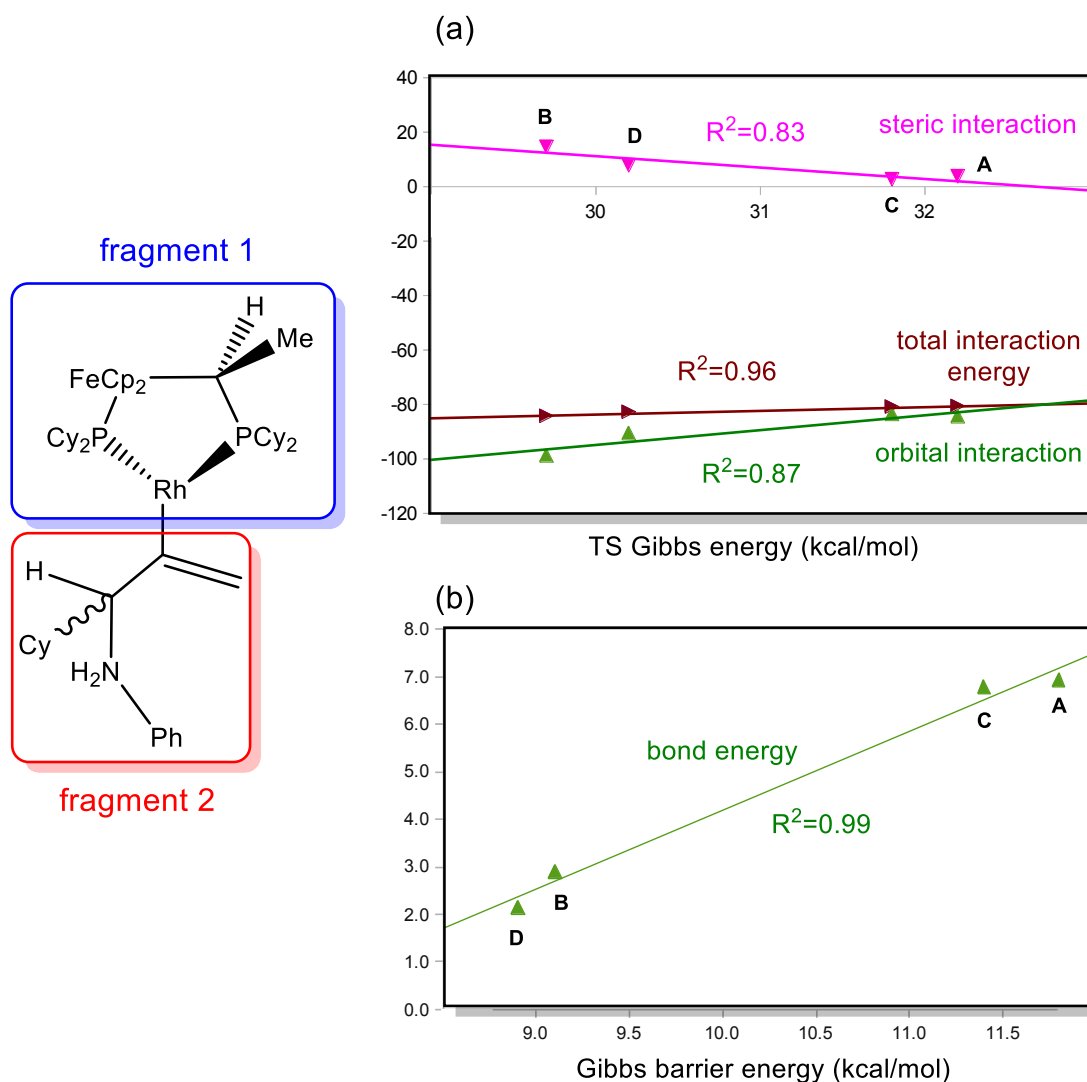 (a)
40
20
0
-20
-40
-60
-80
-100
-120
B
D
R2=0.83
steric interaction
A
C
30
31
32
total interaction
energy
R2=0.96
orbital interaction
R2=0.87
TS Gibbs energy (kcal/mol)
fragment 1
H
Me
FeCp2
Cy2P
PCy2
Rh
H
Cy
H2N
Ph
fragment 2
(b)
8.0
7.0
6.0
5.0
4.0
3.0
2.0
1.0
0.0
C
A
bond energy
R2=0.99
B
D
9.0
9.5
10.0
10.5
11.0
11.5
Gibbs barrier energy (kcal/mol)